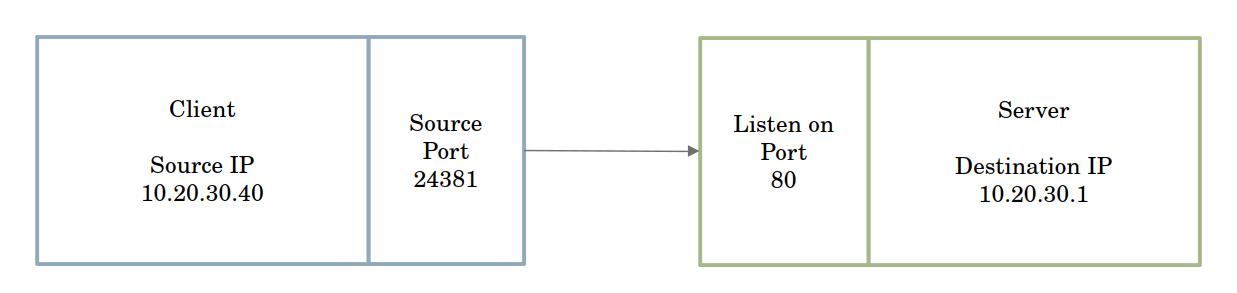 Client
Source IP
10.20.30.40
Source
Port
24381
Listen on
Port
80
Server
Destination IP
10.20.30.1